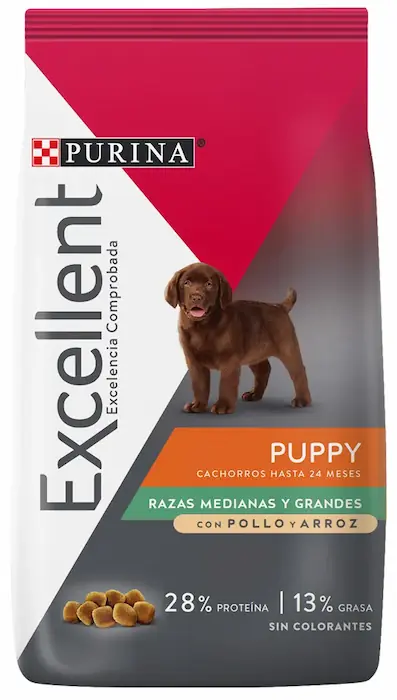 PURINA®
Excellent
Excelencia Comprobada
PUPPY
CACHORROS HASTA 24 MESES
RAZAS MEDIANAS Y GRANDES
CON POLLO Y ARROZ
28% PROTEÍNA | 13% GRASA
SIN COLORANTES